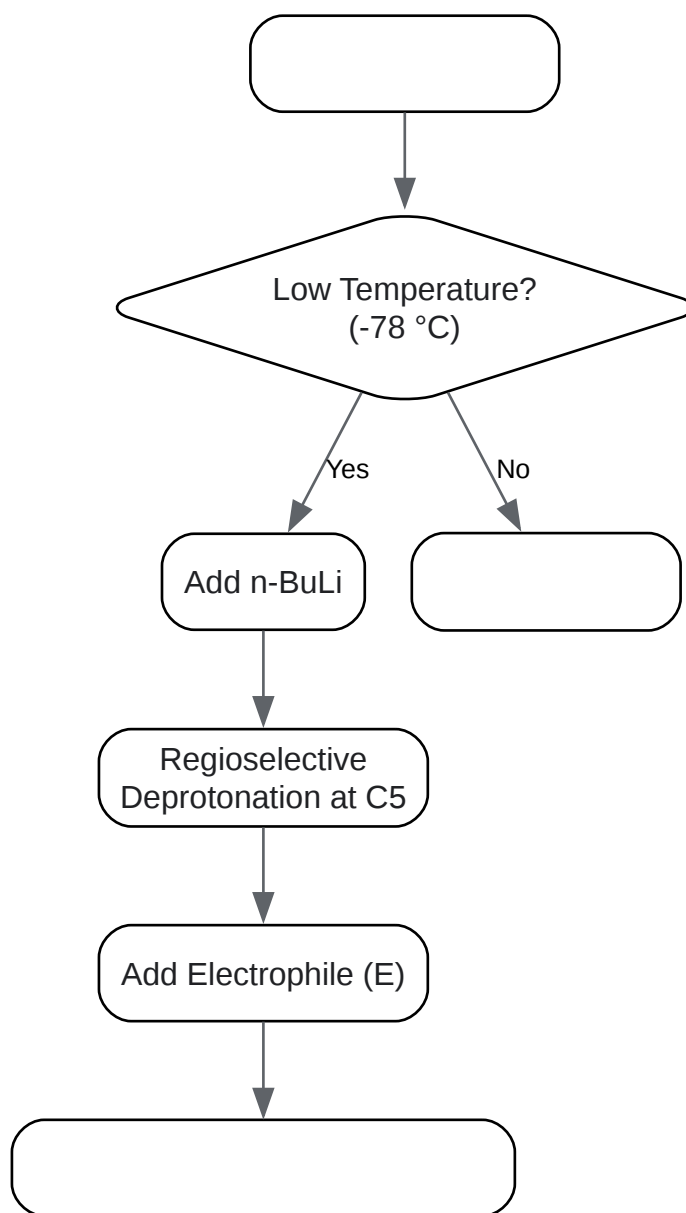 Low Temperature?
(-78 °C)
Yes
No
Add n-BuLi
Regioselective
Deprotonation at C5
Add Electrophile (E)